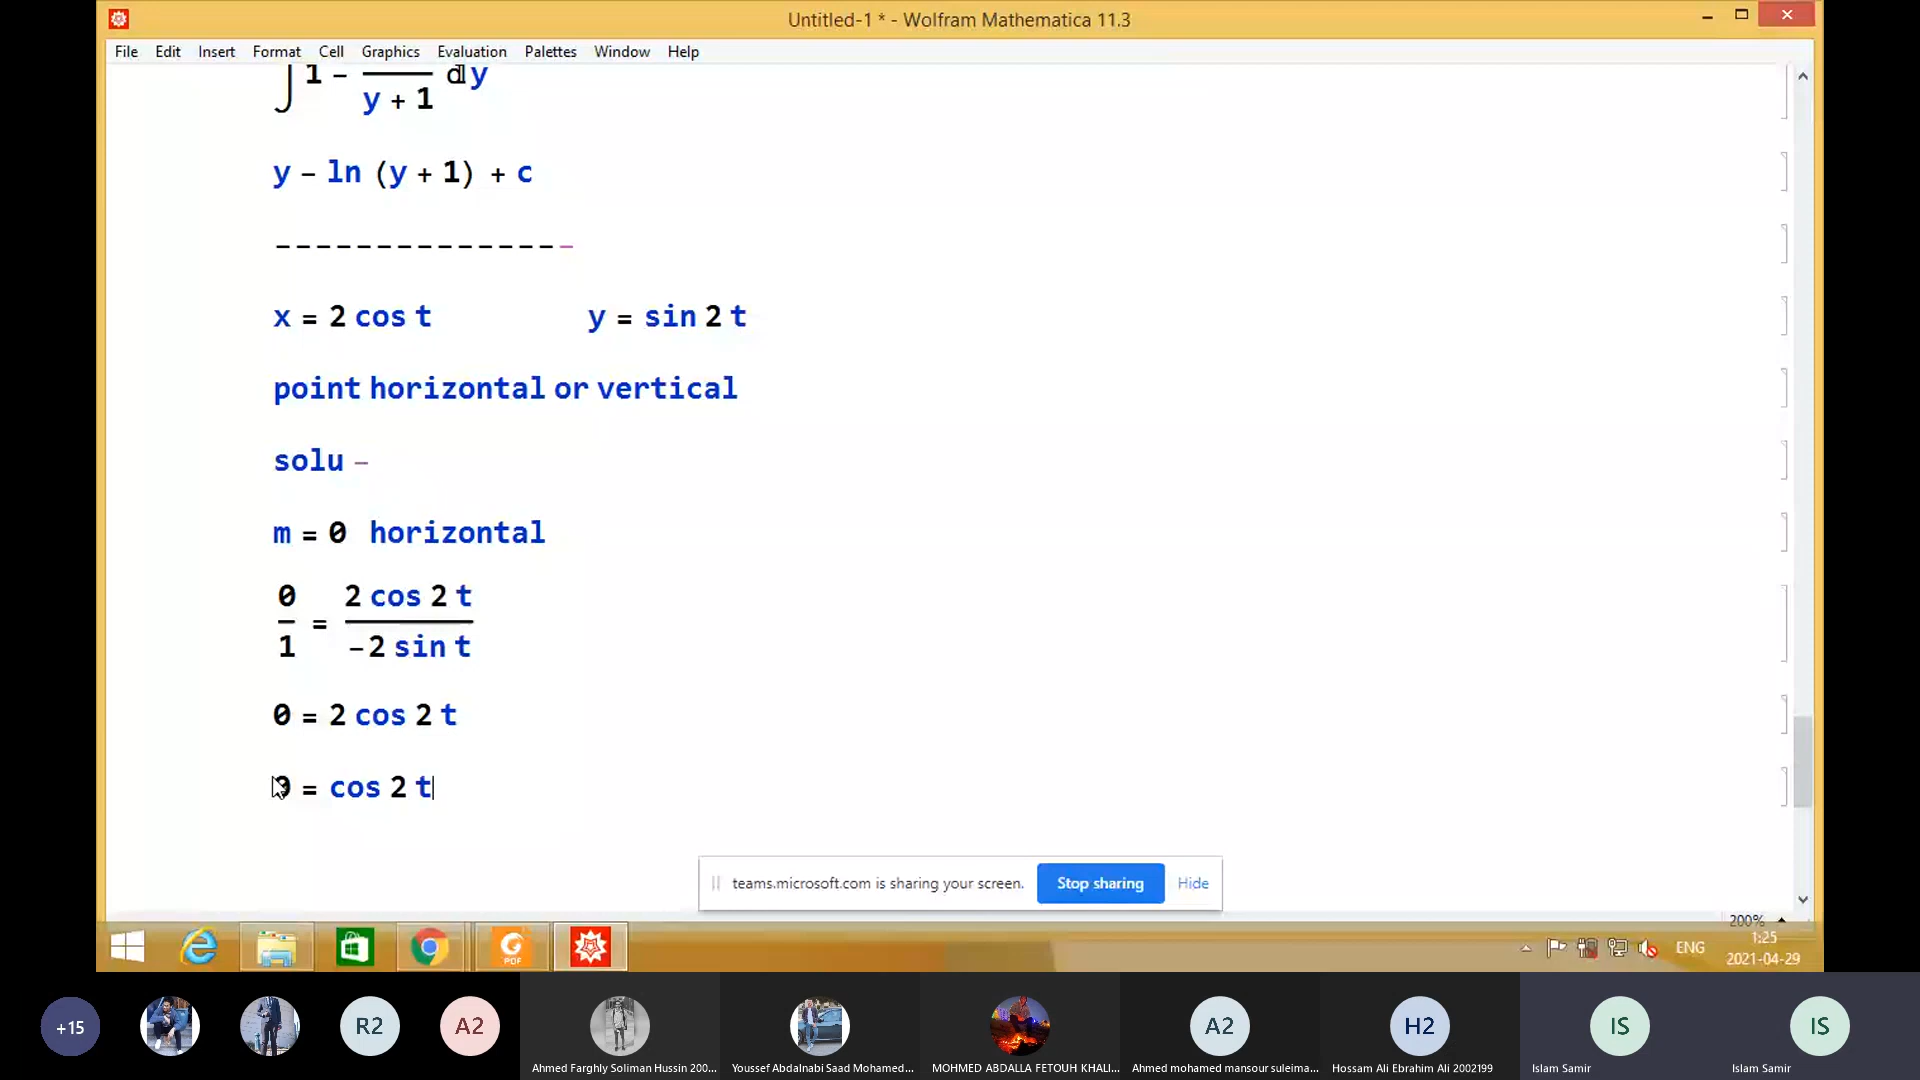 Untitled-1 * - Wolfram Mathematica 11.3
File Edit Insert Format Cell Graphics Evaluation Palettes Window Help
∫ 1 – / y + 1 ⅆy
y – ln (y + 1) + c
---------------
x = 2 cos t y = sin 2 t
point horizontal or vertical
solu –
m = 0 horizontal
0/1 = 2 cos 2 t / –2 sin t
0 = 2 cos 2 t
0 = cos 2 t
teams.microsoft.com is sharing your screen. Stop sharing Hide
200%
PDF
ENG
1:25
2021-04-29
+15 R2 A2 A2 H2 IS IS
Ahmed Farghly Soliman Hussin 200...
Youssef Abdalnabi Saad Mohamed...
MOHMED ABDALLA FETOUH KHALI...
Ahmed mohamed mansour suleima...
Hossam Ali Ebrahim Ali 2002199
Islam Samir
Islam Samir